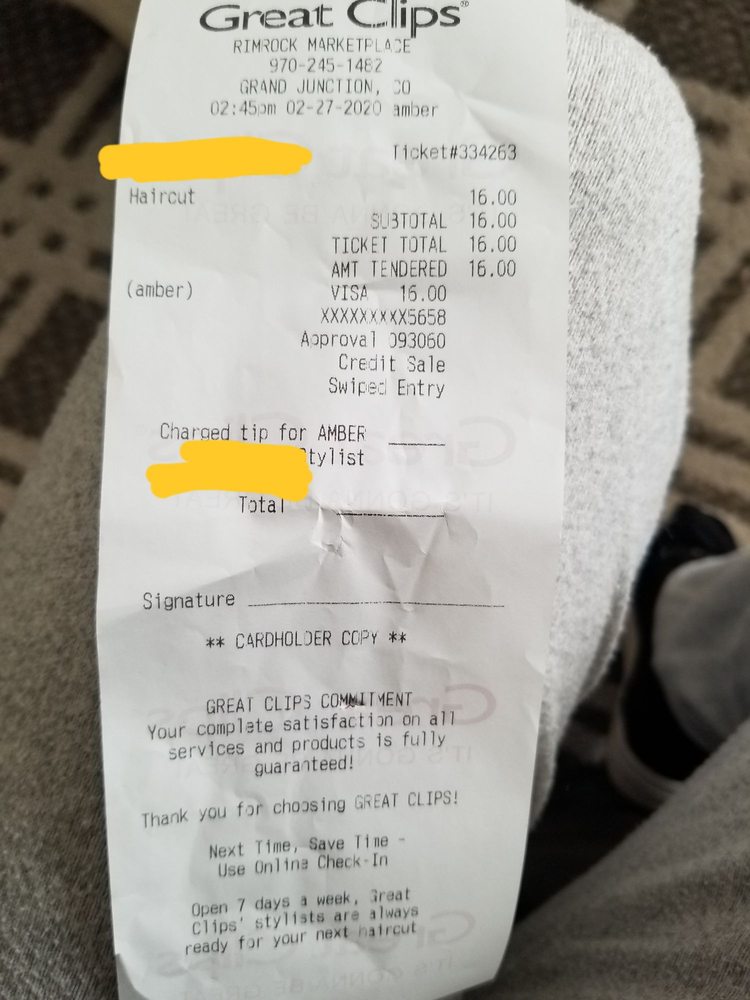 Great Clips®
RIMROCK MARKETPLACE
970-245-1482
GRAND JUNCTION, CO
02:45pm 02-27-2020 amber
Ticket#334263
Haircut 16.00
SUBTOTAL 16.00
TICKET TOTAL 16.00
AMT TENDERED 16.00
(amber) VISA 16.00
XXXXXXXXX5658
Approval 093060
Credit Sale
Swiped Entry
Charged tip for AMBER ______
tylist
Total ____________
Signature ____________________________
** CARDHOLDER COPY **
GREAT CLIPS COMMITMENT
Your complete satisfaction on all
services and products is fully
guaranteed!
Thank you for choosing GREAT CLIPS!
Next Time, Save Time -
Use Online Check-In
Open 7 days a week, Great
Clips' stylists are always
ready for your next haircut